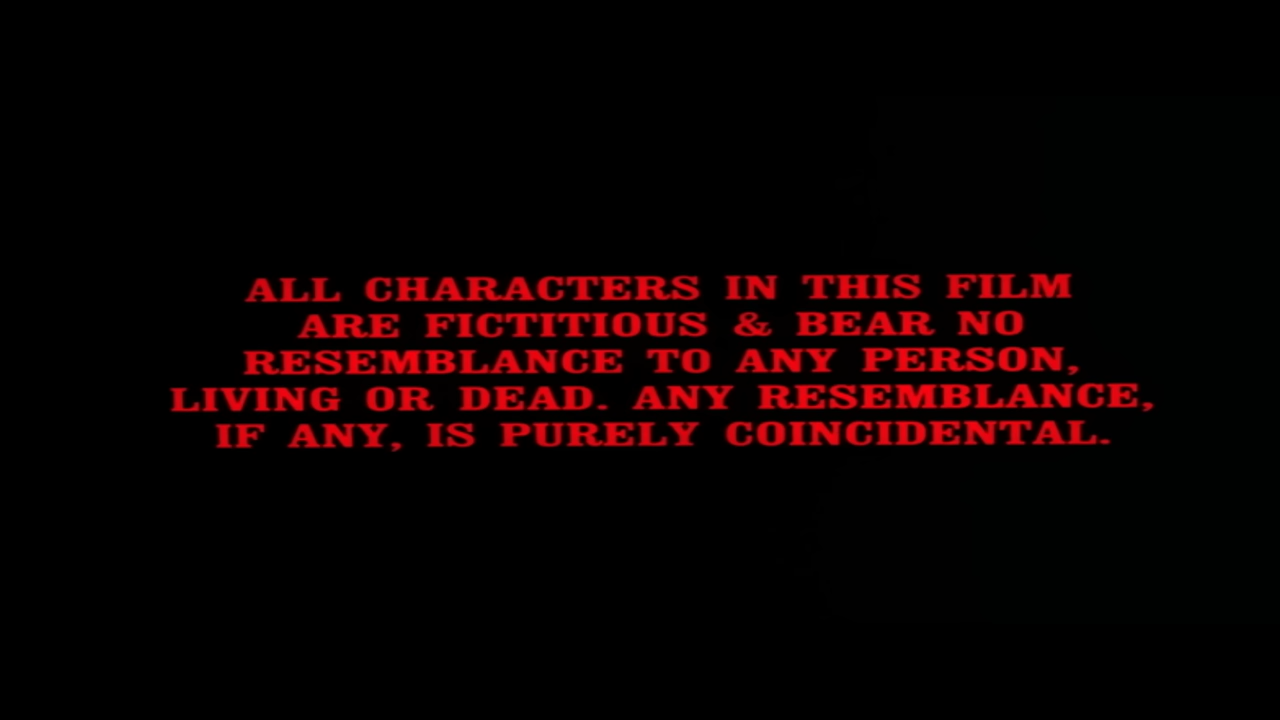 ALL CHARACTERS IN THIS FILM
ARE FICTITIOUS & BEAR NO
RESEMBLANCE TO ANY PERSON,
LIVING OR DEAD. ANY RESEMBLANCE,
IF ANY, IS PURELY COINCIDENTAL.